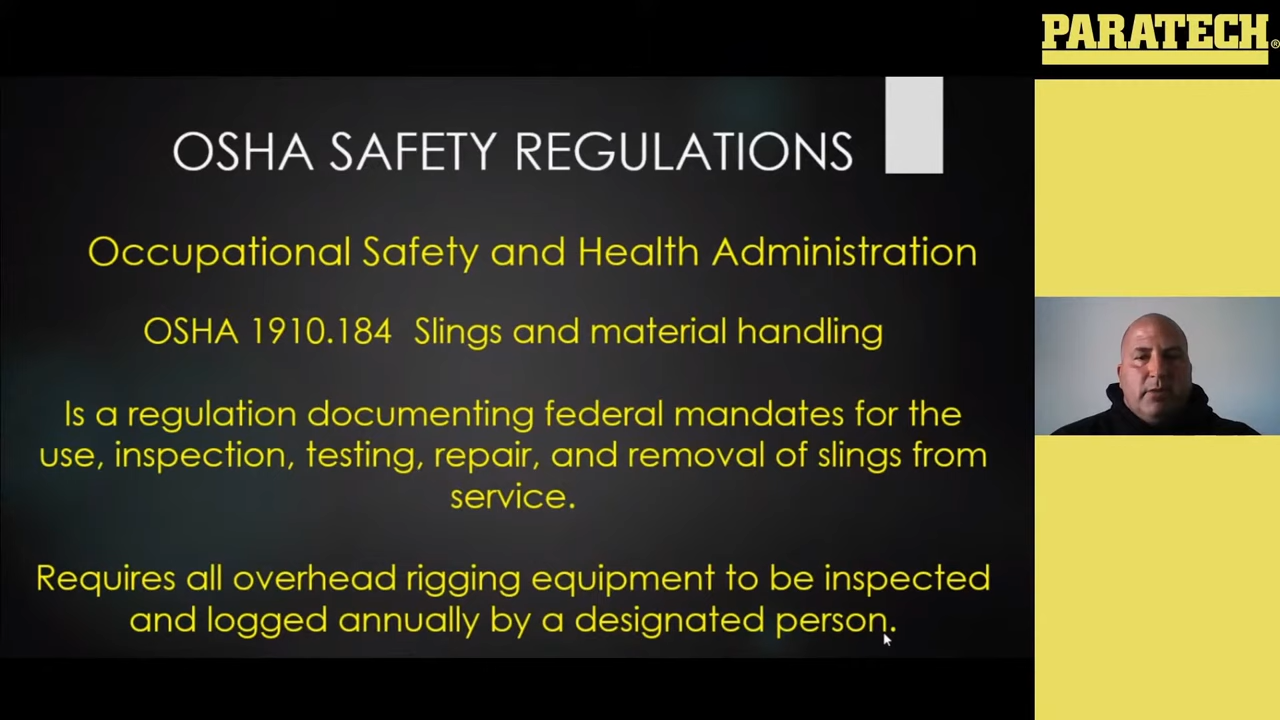 PARATECH®
OSHA SAFETY REGULATIONS
Occupational Safety and Health Administration
OSHA 1910.184 Slings and material handling
Is a regulation documenting federal mandates for the
use, inspection, testing, repair, and removal of slings from
service.
Requires all overhead rigging equipment to be inspected
and logged annually by a designated person.